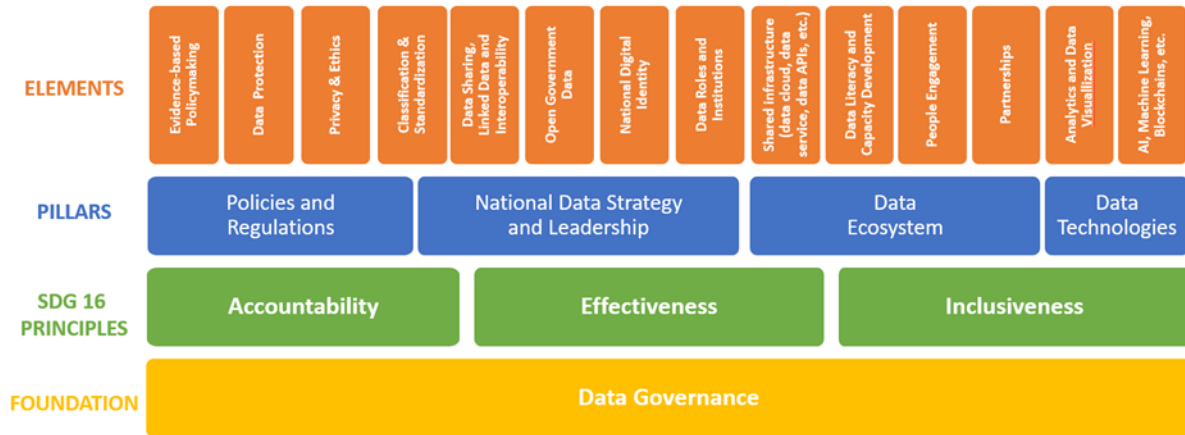 ELEMENTS
Evidence-based
Policymaking
Data Protection
Privacy & Ethics
Classification &
Standardization
Data Sharing,
Linked Data and
Interoperability
Open Government
Data
National Digital
Identity
Data Roles and
Institutions
Shared infrastructure
(data cloud, data
service, data APIs, etc.)
Data Literacy and
Capacity Development
People Engagement
Partnerships
Analytics and Data
Visuallization
AI, Machine Learning,
Blockchains, etc.
PILLARS
Policies and
Regulations
National Data Strategy
and Leadership
Data
Ecosystem
Data
Technologies
SDG 16
PRINCIPLES
Accountability
Effectiveness
Inclusiveness
FOUNDATION
Data Governance